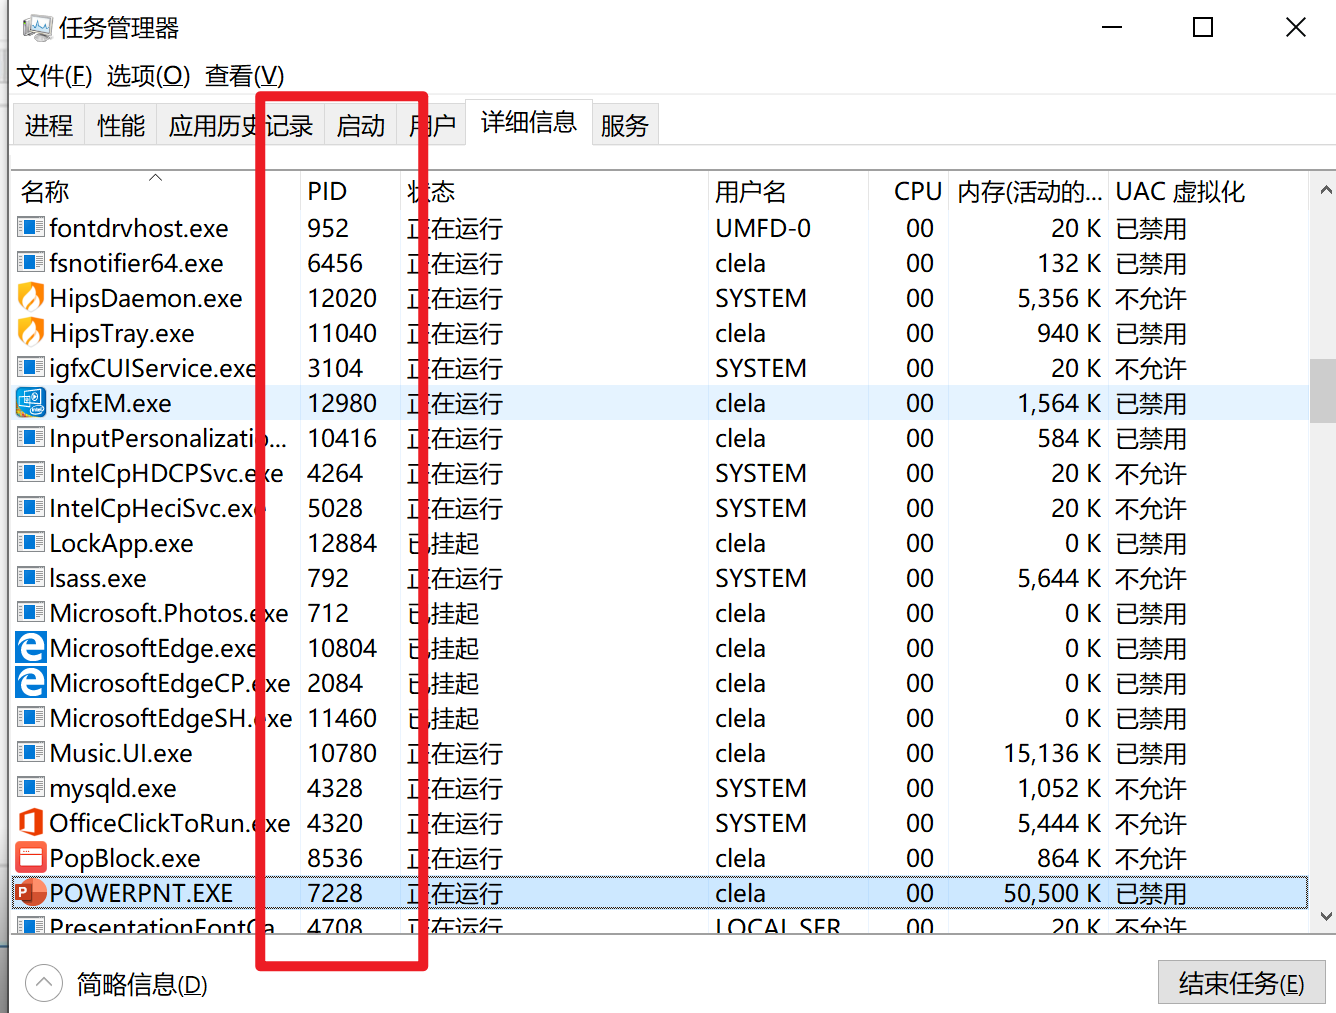 任务管理器
文件(F) 选项(O) 查看(V)
进程 性能 应用历史记录 启动 用户 详细信息 服务
名称 PID 状态 用户名 CPU 内存(活动的... UAC 虚拟化
fontdrvhost.exe 952 正在运行 UMFD-0 00 20 K 已禁用
fsnotifier64.exe 6456 正在运行 clela 00 132 K 已禁用
HipsDaemon.exe 12020 正在运行 SYSTEM 00 5,356 K 不允许
HipsTray.exe 11040 正在运行 clela 00 940 K 已禁用
igfxCUIService.exe 3104 正在运行 SYSTEM 00 20 K 不允许
igfxEM.exe 12980 正在运行 clela 00 1,564 K 已禁用
InputPersonalizatio... 10416 正在运行 clela 00 584 K 已禁用
IntelCpHDCPSvc.exe 4264 正在运行 SYSTEM 00 20 K 不允许
IntelCpHeciSvc.exe 5028 正在运行 SYSTEM 00 20 K 不允许
LockApp.exe 12884 已挂起 clela 00 0 K 已禁用
lsass.exe 792 正在运行 SYSTEM 00 5,644 K 不允许
Microsoft.Photos.exe 712 已挂起 clela 00 0 K 已禁用
MicrosoftEdge.exe 10804 已挂起 clela 00 0 K 已禁用
MicrosoftEdgeCP.exe 2084 已挂起 clela 00 0 K 已禁用
MicrosoftEdgeSH.exe 11460 已挂起 clela 00 0 K 已禁用
Music.UI.exe 10780 正在运行 clela 00 15,136 K 已禁用
mysqld.exe 4328 正在运行 SYSTEM 00 1,052 K 不允许
OfficeClickToRun.exe 4320 正在运行 SYSTEM 00 5,444 K 不允许
PopBlock.exe 8536 正在运行 clela 00 864 K 不允许
POWERPNT.EXE 7228 正在运行 clela 00 50,500 K 已禁用
PresentationFontCa 4708 正在运行 LOCAL SER 00 20 K 不允许
简略信息(D) 结束任务(E)